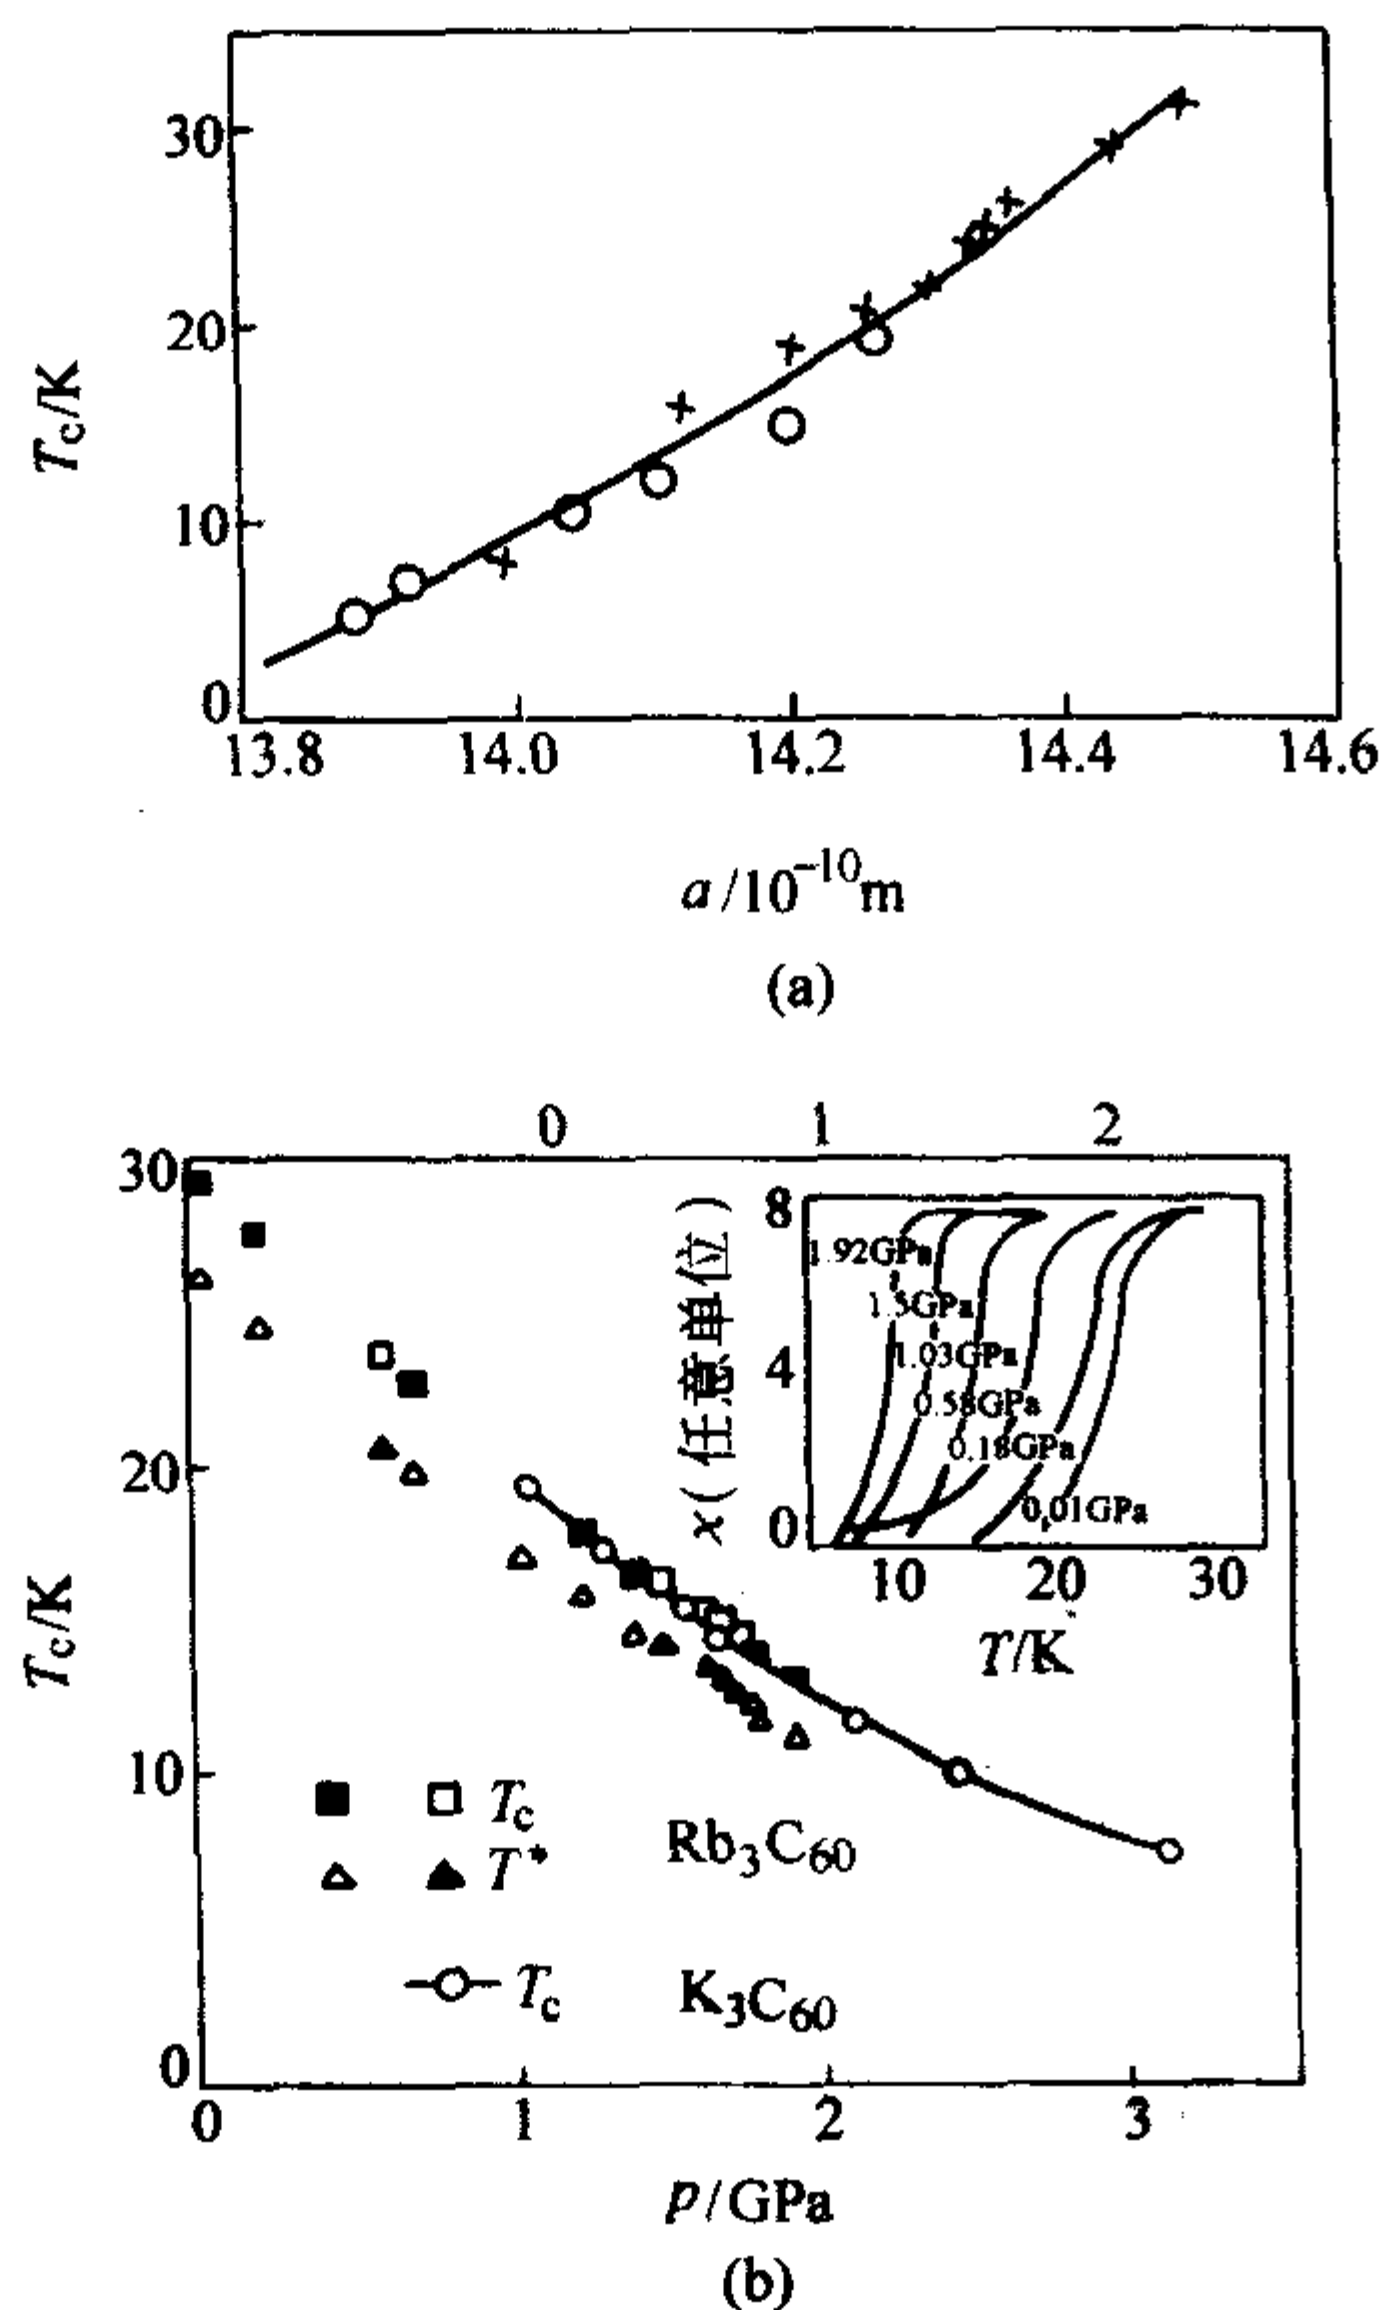 30
20
10
0
T_c/K
13.8 14.0 14.2 14.4 14.6
a/10⁻¹⁰m
(a)
0 1 2
30
20
10
0
T_c/K
8
4
0
x(任意单位)
1.92GPa
1.5GPa
1.03GPa
0.58GPa
0.18GPa
0.01GPa
10 20 30
T/K
T_c
Rb₃C₆₀
T*
T_c K₃C₆₀
0 1 2 3
p/GPa
(b)